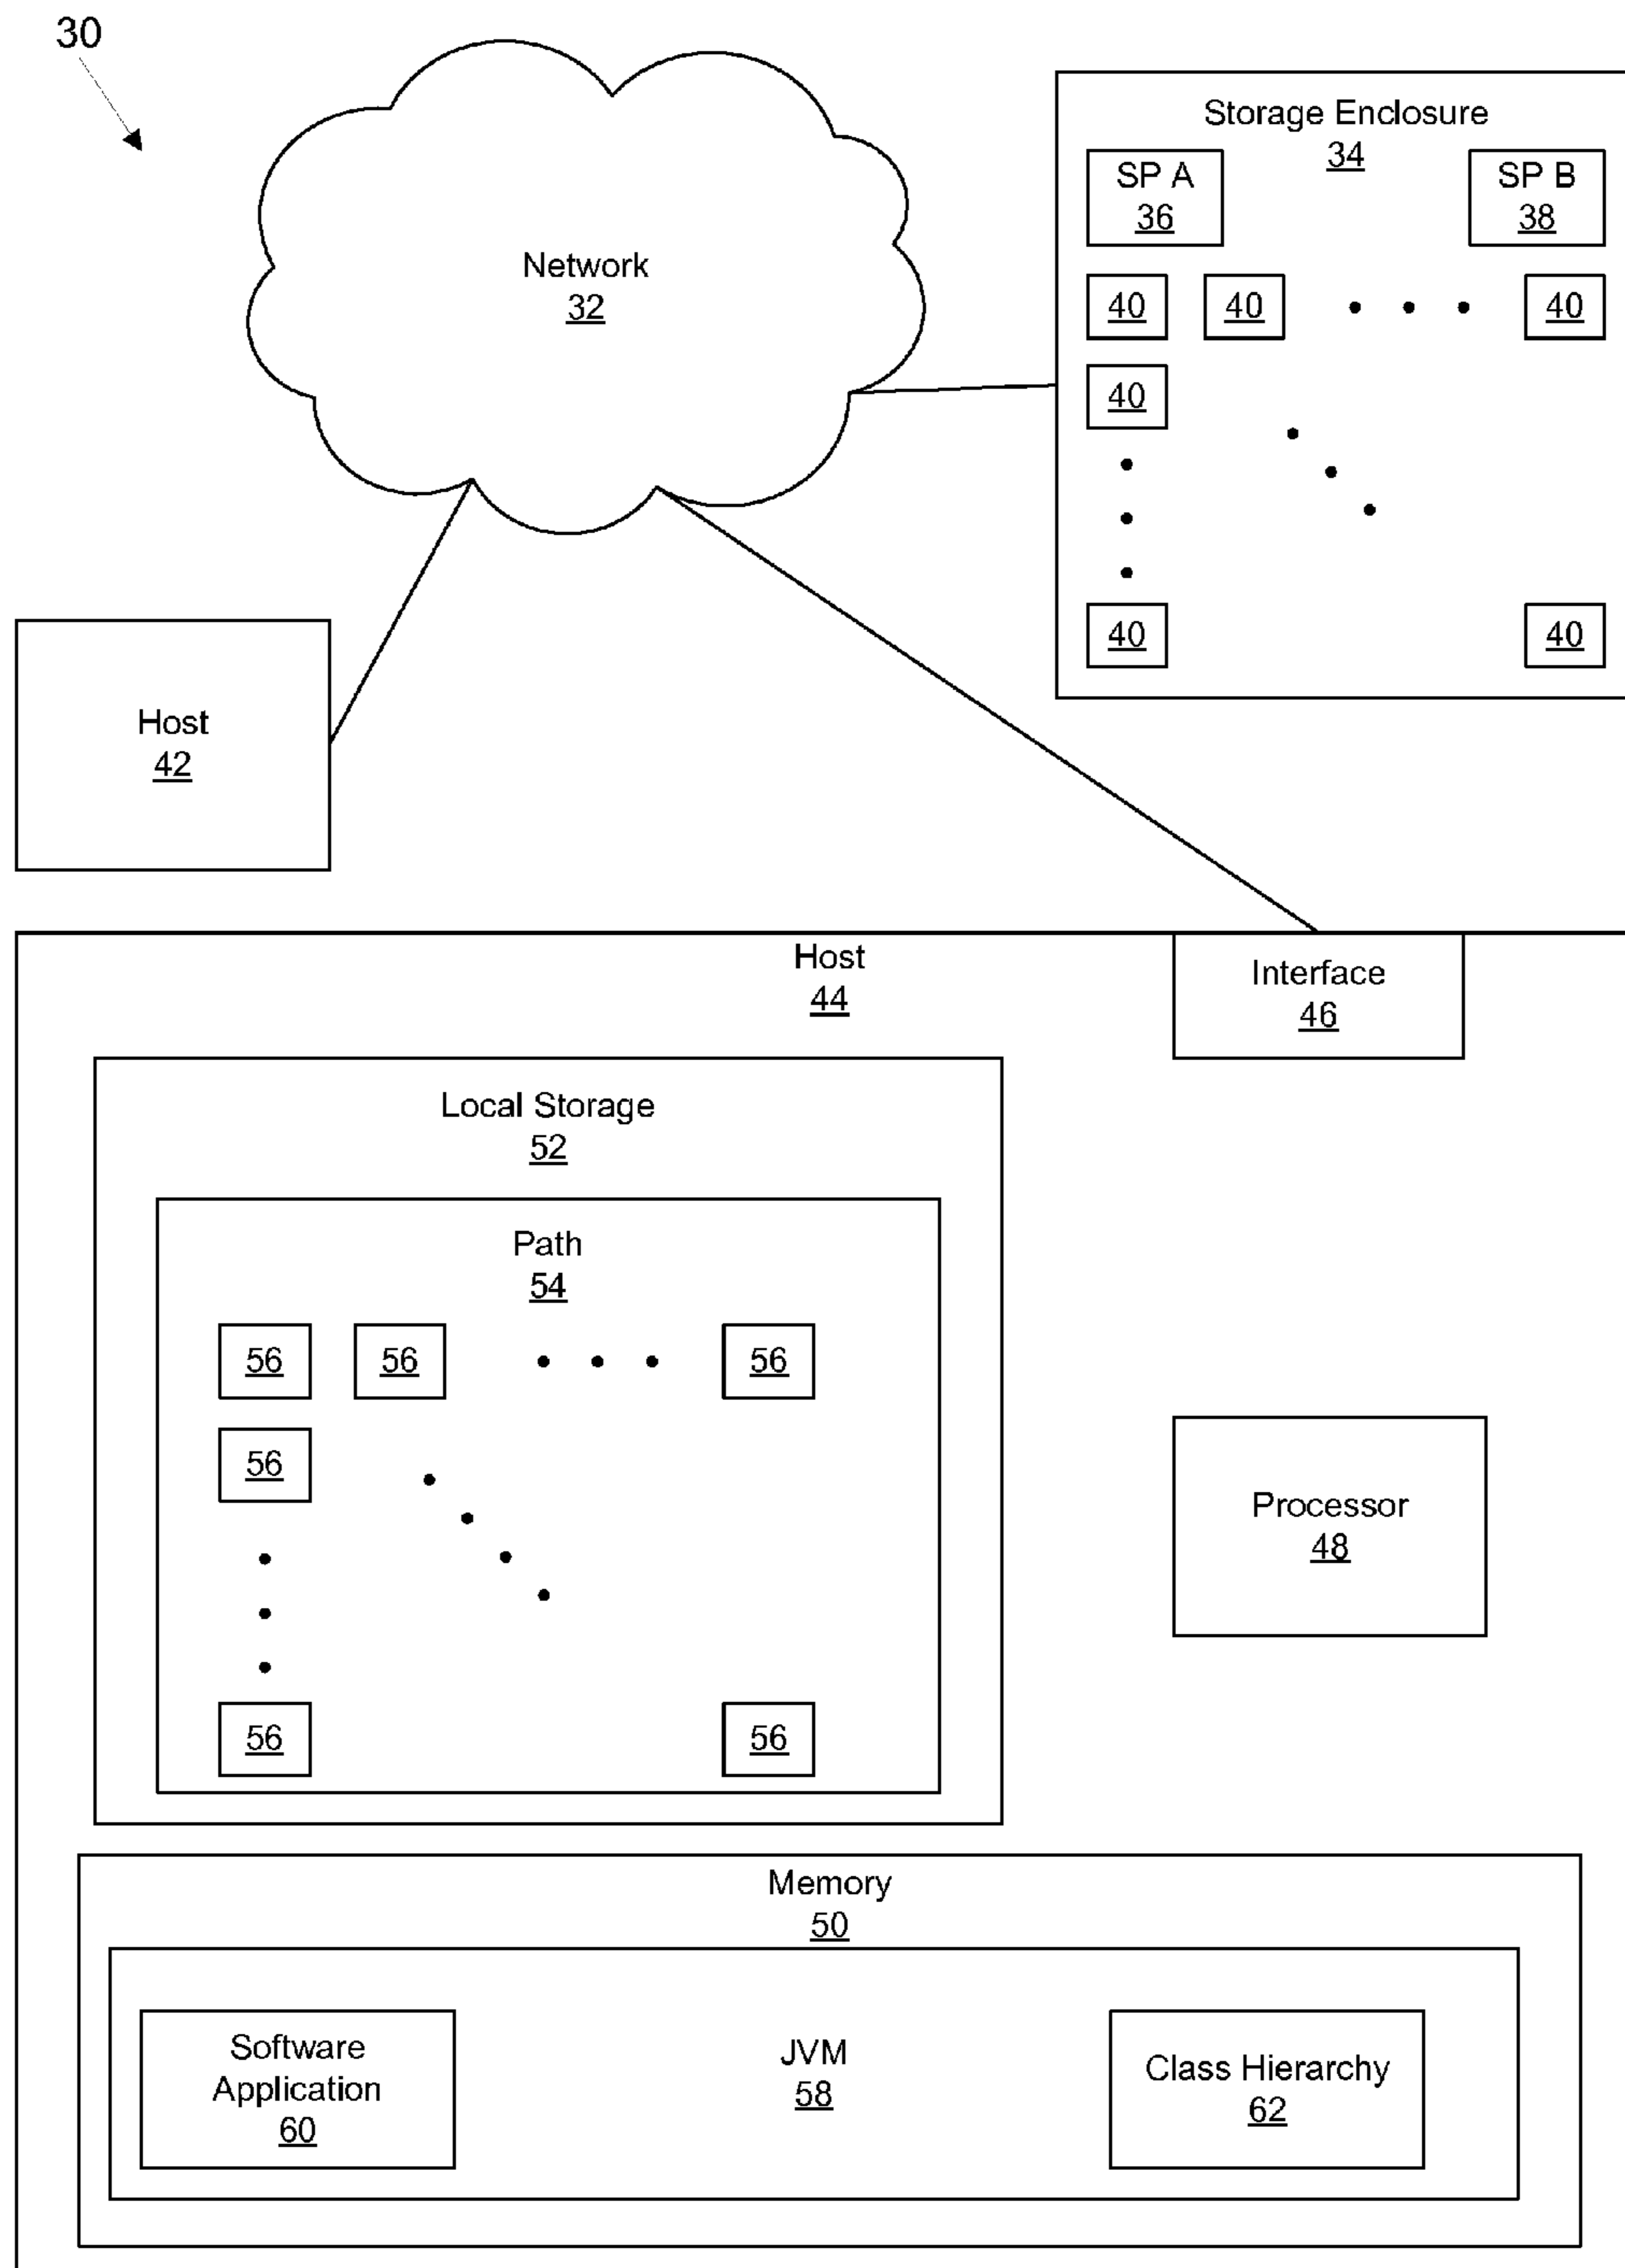 30
Network
32
Storage Enclosure
34
SP A
36
SP B
38
40
40
40
40
40
40
Host
42
Host
44
Interface
46
Local Storage
52
Path
54
56
56
56
56
56
56
Processor
48
Memory
50
Software
Application
60
JVM
58
Class Hierarchy
62